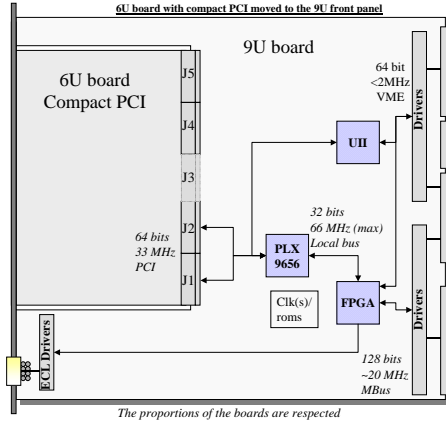 6U board with compact PCI moved to the 9U front panel
9U board
6U board
Compact PCI
J5
J4
J3
J2
J1
64 bit
<2MHz
VME
Drivers
UII
64 bits
33 MHz
PCI
32 bits
66 MHz (max)
Local bus
PLX
9656
Clk(s)/
roms
FPGA
Drivers
ECL Drivers
128 bits
~20 MHz
MBus
The proportions of the boards are respected